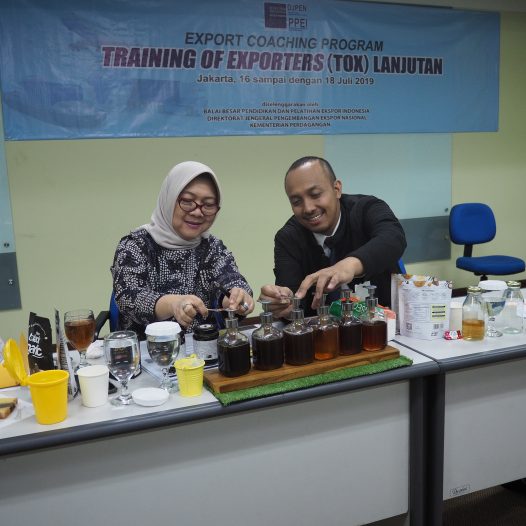 DJPEN
PPEI
EXPORT COACHING PROGRAM
TRAINING OF EXPORTERS (TOX) LANJUTAN
Jakarta, 16 sampai dengan 18 Juli 2019
diselenggarakan oleh:
BALAI BESAR PENDIDIKAN DAN PELATIHAN EKSPOR INDONESIA
DIREKTORAT JENDERAL PENGEMBANGAN EKSPOR NASIONAL
KEMENTERIAN PERDAGANGAN